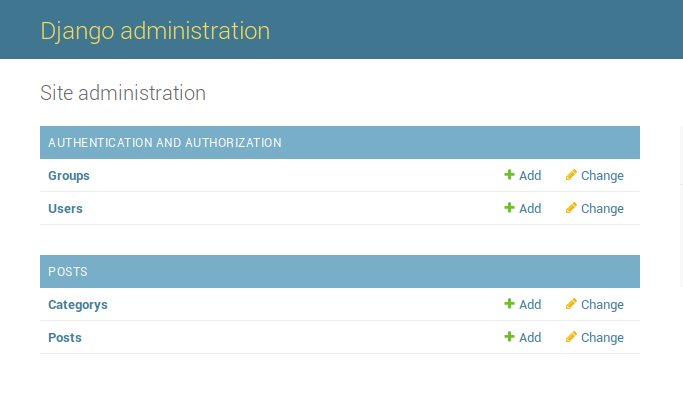 Django administration
Site administration
AUTHENTICATION AND AUTHORIZATION
Groups Add Change
Users Add Change
POSTS
Categorys Add Change
Posts Add Change